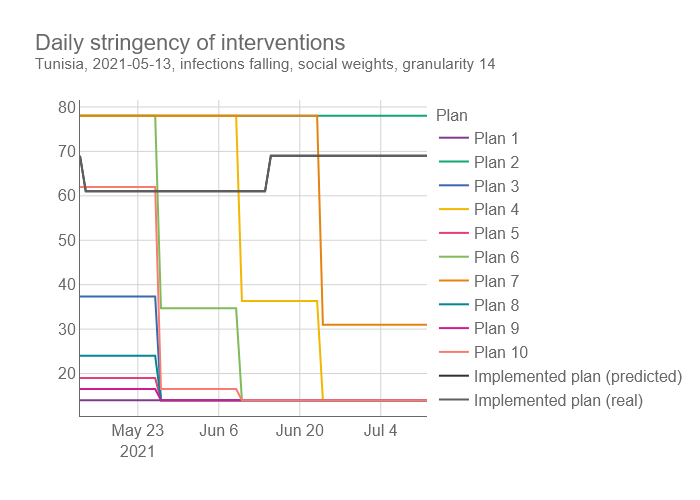 Daily stringency of interventions
Tunisia, 2021-05-13, infections falling, social weights, granularity 14
80
70
60
50
40
30
20
May 23
2021
Jun 6
Jun 20
Jul 4
Plan
Plan 1
Plan 2
Plan 3
Plan 4
Plan 5
Plan 6
Plan 7
Plan 8
Plan 9
Plan 10
Implemented plan (predicted)
Implemented plan (real)